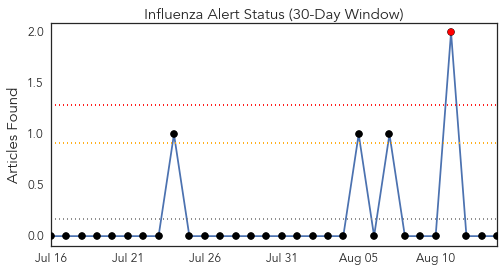 Influenza Alert Status (30-Day Window)
Articles Found
2.0
1.5
1.0
0.5
0.0
Jul 16 Jul 21 Jul 26 Jul 31 Aug 05 Aug 10